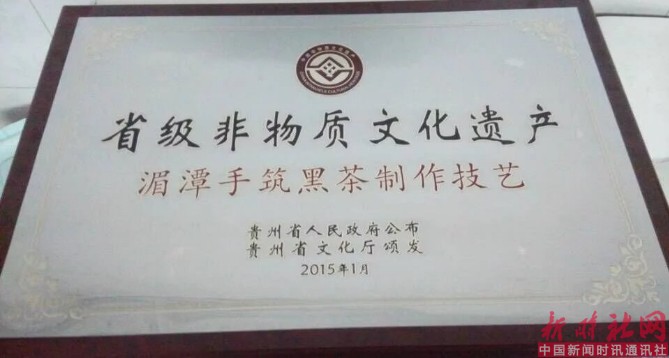 省级非物质文化遗产
湄潭手筑黑茶制作技艺
贵州省人民政府公布
贵州省文化厅颁发
2015年1月
新时社网
中国新闻时讯通讯社